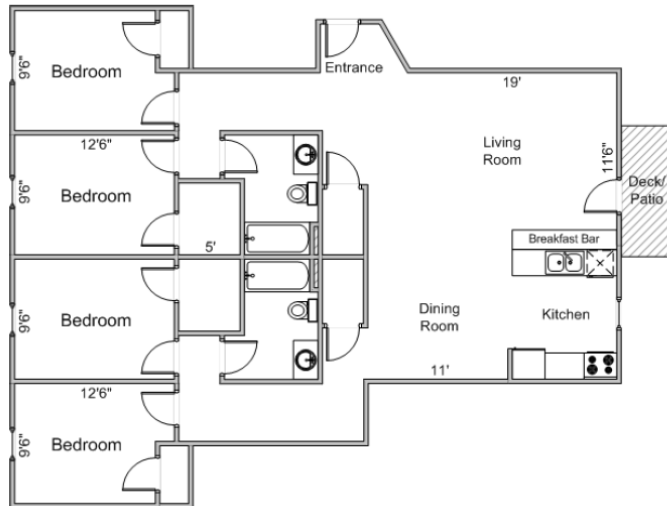 Bedroom
9'6"
Entrance
19'
12'6"
Living
Room
11'6"
Deck/
Patio
9'6"
Bedroom
5'
Breakfast Bar
9'6"
Bedroom
Dining
Room
Kitchen
12'6"
11'
9'6"
Bedroom